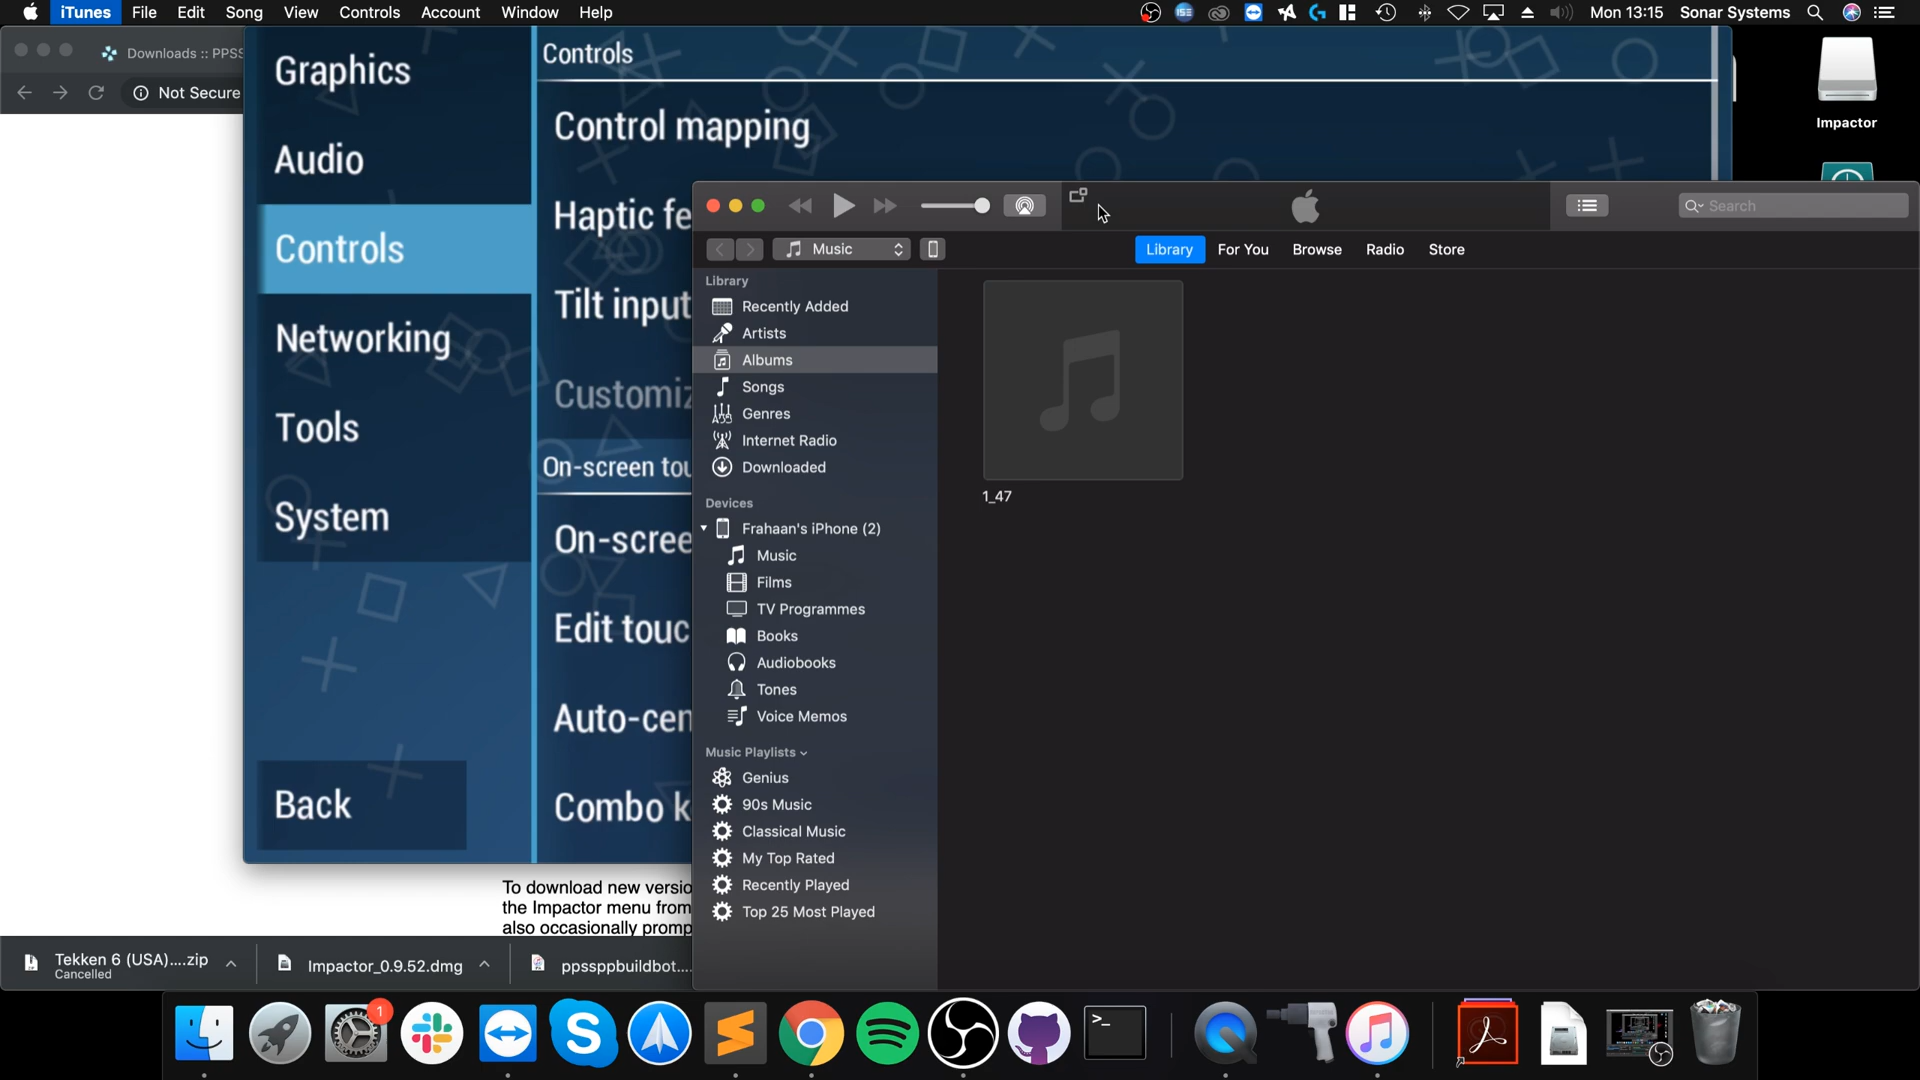 iTunes File Edit Song View Controls Account Window Help
ISE Mon 13:15 Sonar Systems
Downloads :: PPSS
Not Secure
Impactor
Graphics
Audio
Controls
Networking
Tools
System
Back
Controls
Control mapping
Haptic fe
Tilt input
Customiz
On-screen tou
On-scree
Edit touc
Auto-cen
Combo k
Search
Music
Library For You Browse Radio Store
Library
Recently Added
Artists
Albums
Songs
Genres
Internet Radio
Downloaded
Devices
Frahaan's iPhone (2)
Music
Films
TV Programmes
Books
Audiobooks
Tones
Voice Memos
Music Playlists
Genius
90s Music
Classical Music
My Top Rated
Recently Played
Top 25 Most Played
1_47
To download new versio
the Impactor menu from
also occasionally promp
Tekken 6 (USA)....zip
Cancelled
Impactor_0.9.52.dmg
ppssppbuildbot....
1
>_